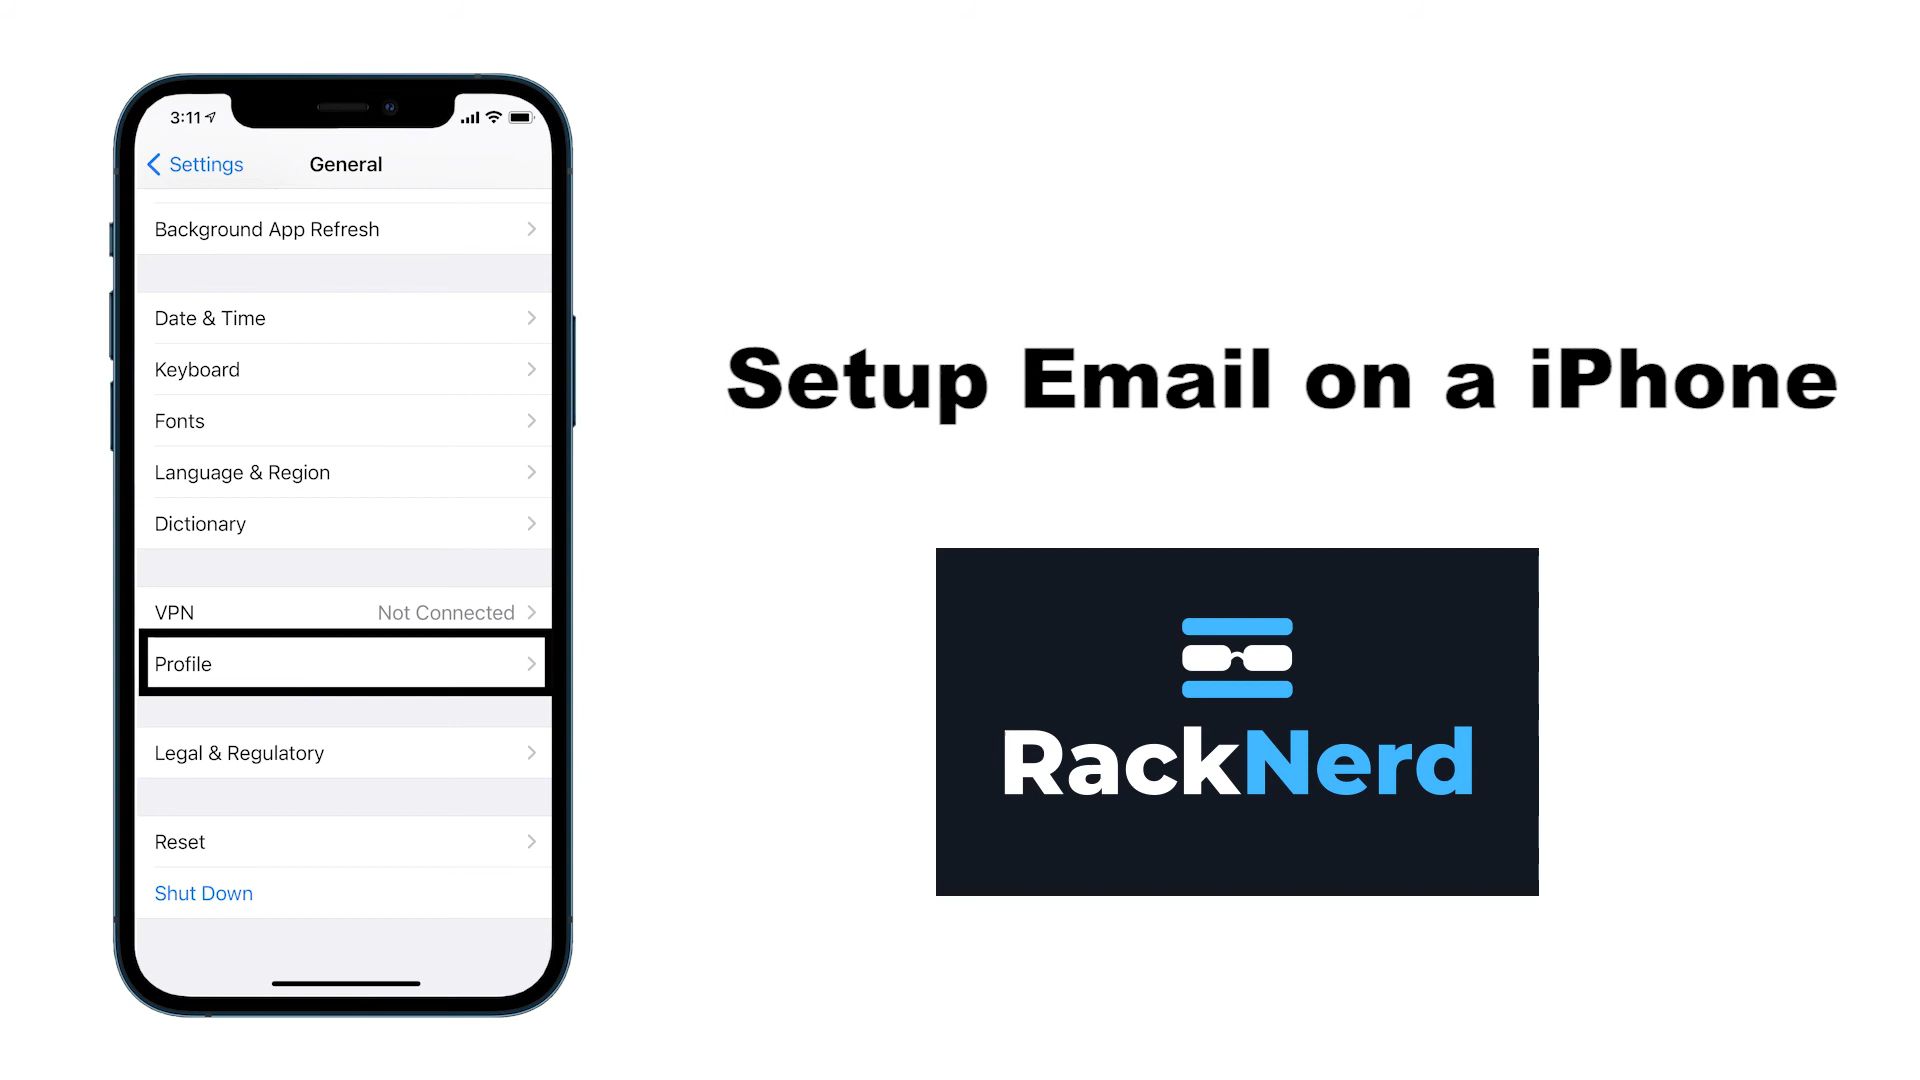 3:11
Settings
General
Background App Refresh
Date & Time
Keyboard
Fonts
Language & Region
Dictionary
VPN
Not Connected
Profile
Legal & Regulatory
Reset
Shut Down
Setup Email on a iPhone
RackNerd